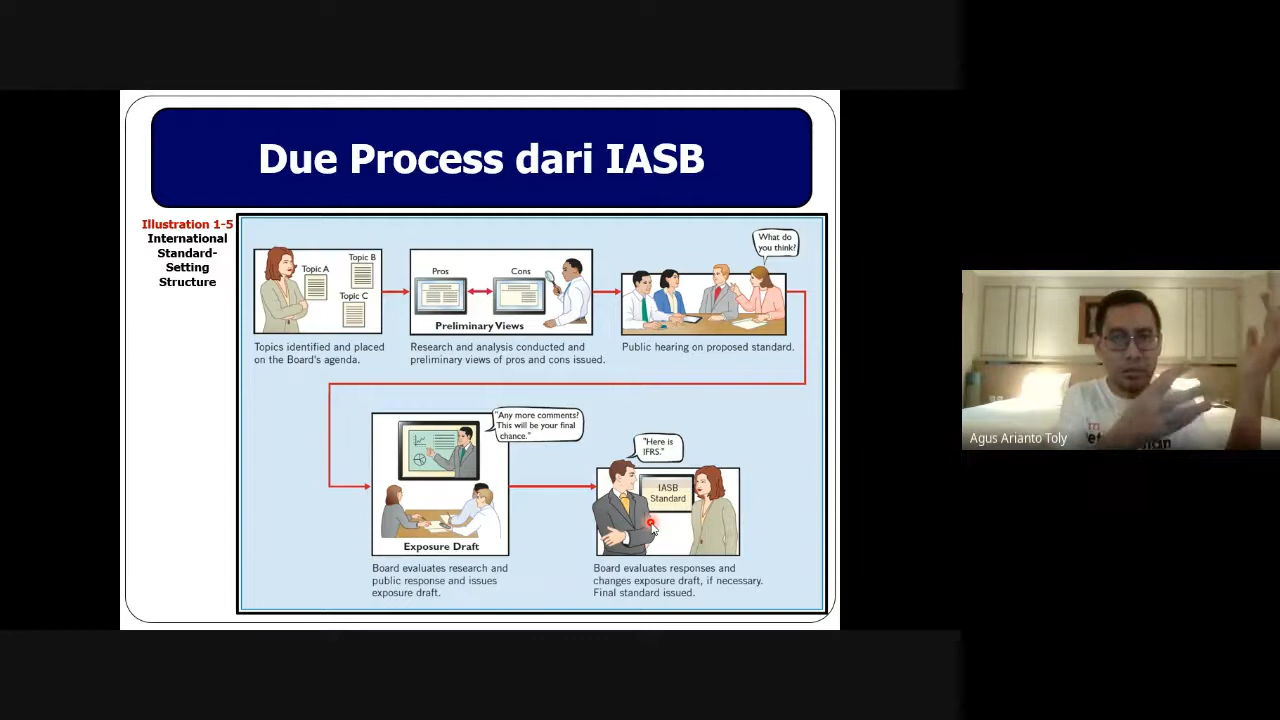 Due Process dari IASB
Illustration 1-5
International
Standard-
Setting
Structure
Topic A
Topic B
Topic C
Topics identified and placed
on the Board's agenda.
Pros
Cons
Preliminary Views
Research and analysis conducted and
preliminary views of pros and cons issued.
What do
you think?
Public hearing on proposed standard.
"Any more comments?
This will be your final
chance."
Exposure Draft
Board evaluates research and
public response and issues
exposure draft.
"Here is
IFRS."
IASB
Standard
Board evaluates responses and
changes exposure draft, if necessary.
Final standard issued.
Agus Arianto Toly